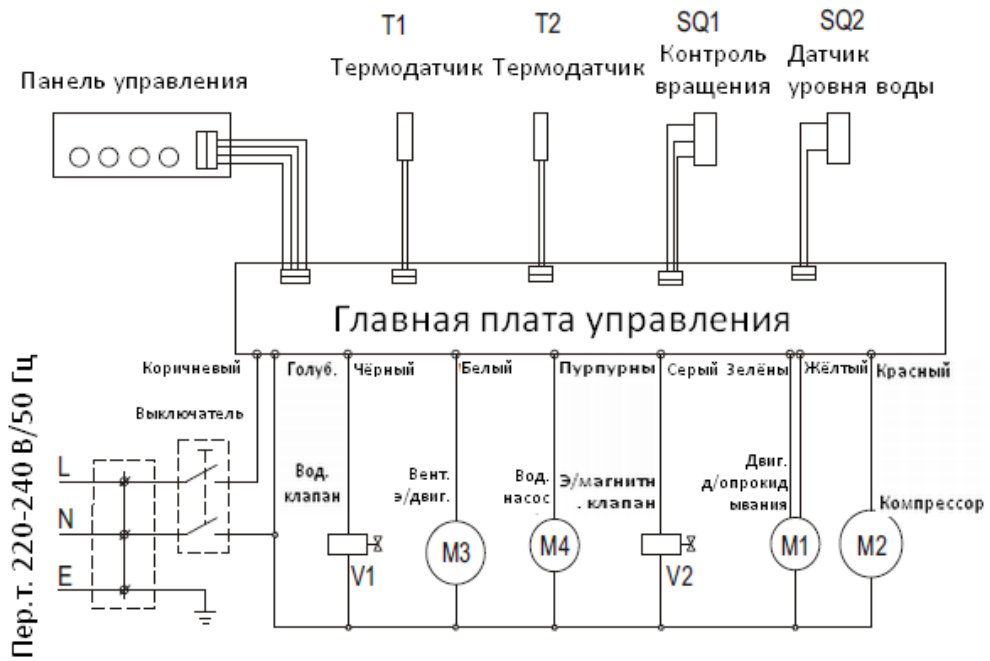 T1
T2
SQ1
SQ2
Панель управления
Термодатчик
Термодатчик
Контроль
вращения
Датчик
уровня воды
Главная плата управления
Коричневый
Голуб.
Чёрный
Белый
Пурпурны
Серый
Зелёны
Жёлтый
Красный
Выключатель
Пер.т. 220-240 В/50 Гц
L
N
E
Вод.
клапан
Вент.
э/двиг.
Вод.
насос
Э/магнитн
. клапан
Двиг.
д/опрокид
ывания
Компрессор
V1
M3
M4
V2
M1
M2